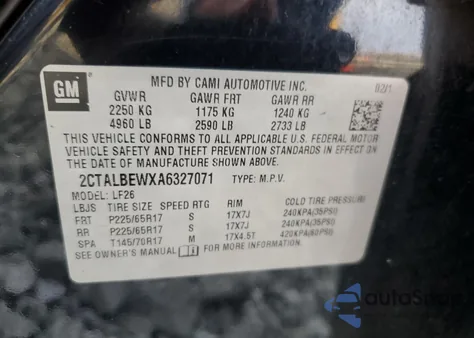 GM
MFD BY CAMI AUTOMOTIVE INC.
GVWR GAWR FRT GAWR RR
2250 KG 1175 KG 1240 KG
4960 LB 2590 LB 2733 LB
THIS VEHICLE CONFORMS TO ALL APPLICABLE U.S. FEDERAL MOTOR
VEHICLE SAFETY AND THEFT PREVENTION STANDARDS IN EFFECT ON
THE DATE OF MANUFACTURE SHOWN ABOVE.
2CTALBEWXA6327071 TYPE: M.P.V.
MODEL: LF26
LBJS TIRE SIZE SPEED RTG RIM COLD TIRE PRESSURE
FRT P225/65R17 S 17X7J 240KPA(35PSI)
RR P225/65R17 S 17X7J 240KPA(35PSI)
SPA T145/70R17 M 17X4.5T 420KPA(60PSI)
SEE OWNER'S MANUAL FOR MORE INFORMATION.